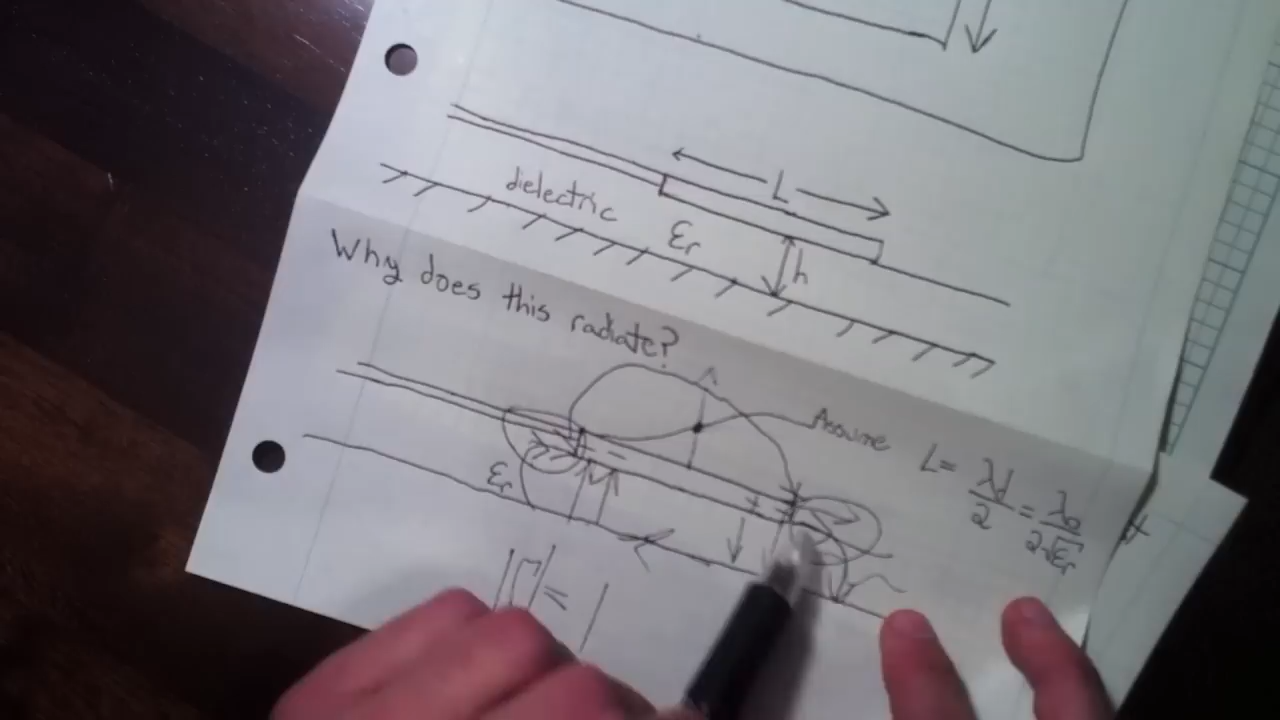 L
dielectric
εr
h
Why does this radiate?
Assume L = λd/2 = λ0/2√εr
εr
|Γ| = 1